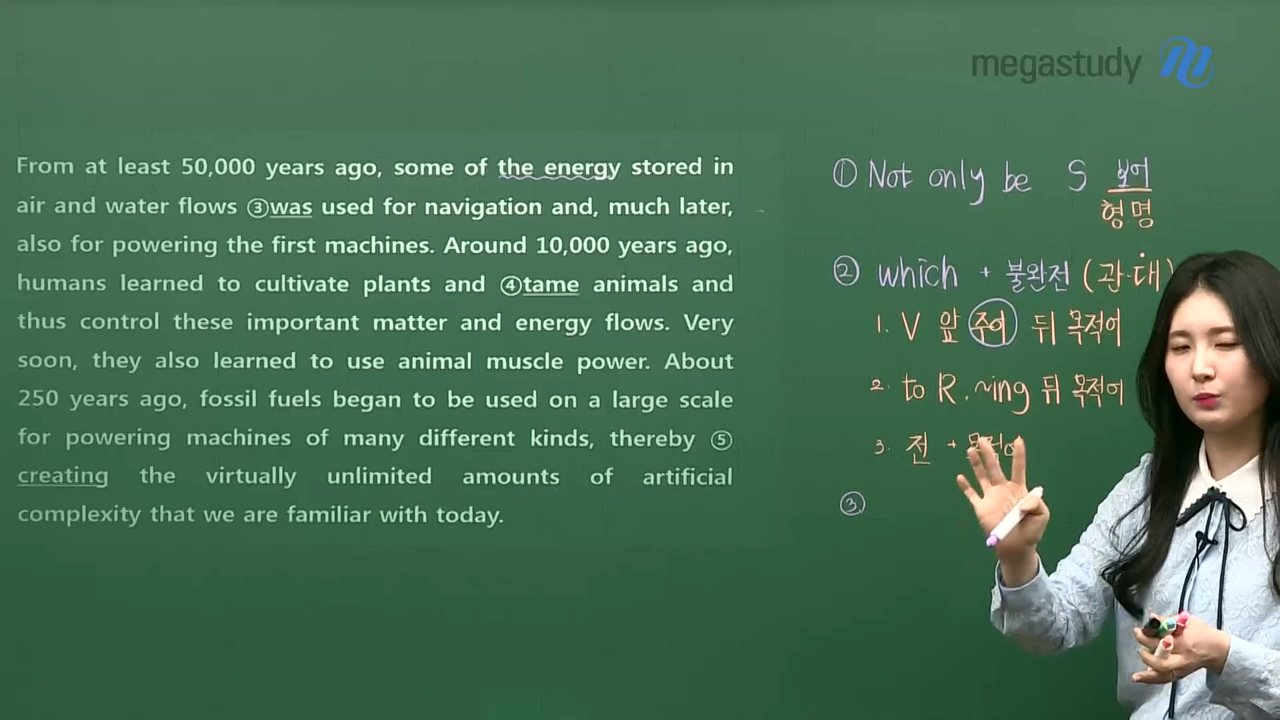 megastudy
From at least 50,000 years ago, some of the energy stored in
air and water flows ③was used for navigation and, much later,
also for powering the first machines. Around 10,000 years ago,
humans learned to cultivate plants and ④tame animals and
thus control these important matter and energy flows. Very
soon, they also learned to use animal muscle power. About
250 years ago, fossil fuels began to be used on a large scale
for powering machines of many different kinds, thereby ⑤
creating the virtually unlimited amounts of artificial
complexity that we are familiar with today.
① Not only be S 보어
형 명
② which + 불완전 (관·대)
1. V 앞 주어 뒤 목적어
2. to R. ~ing 뒤 목적어
3. 전 +
③